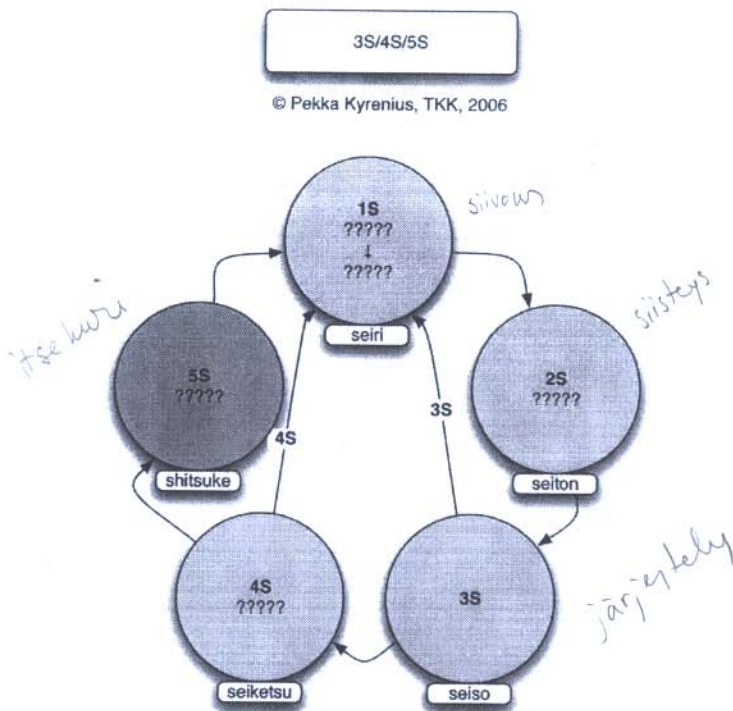 3S/4S/5S
© Pekka Kyrenius, TKK, 2006
1S
?????
↓
?????
seiri
siivous
2S
?????
seiton
siisteys
3S
seiso
järjestely
4S
?????
seiketsu
5S
?????
shitsuke
itsekuri
4S
3S